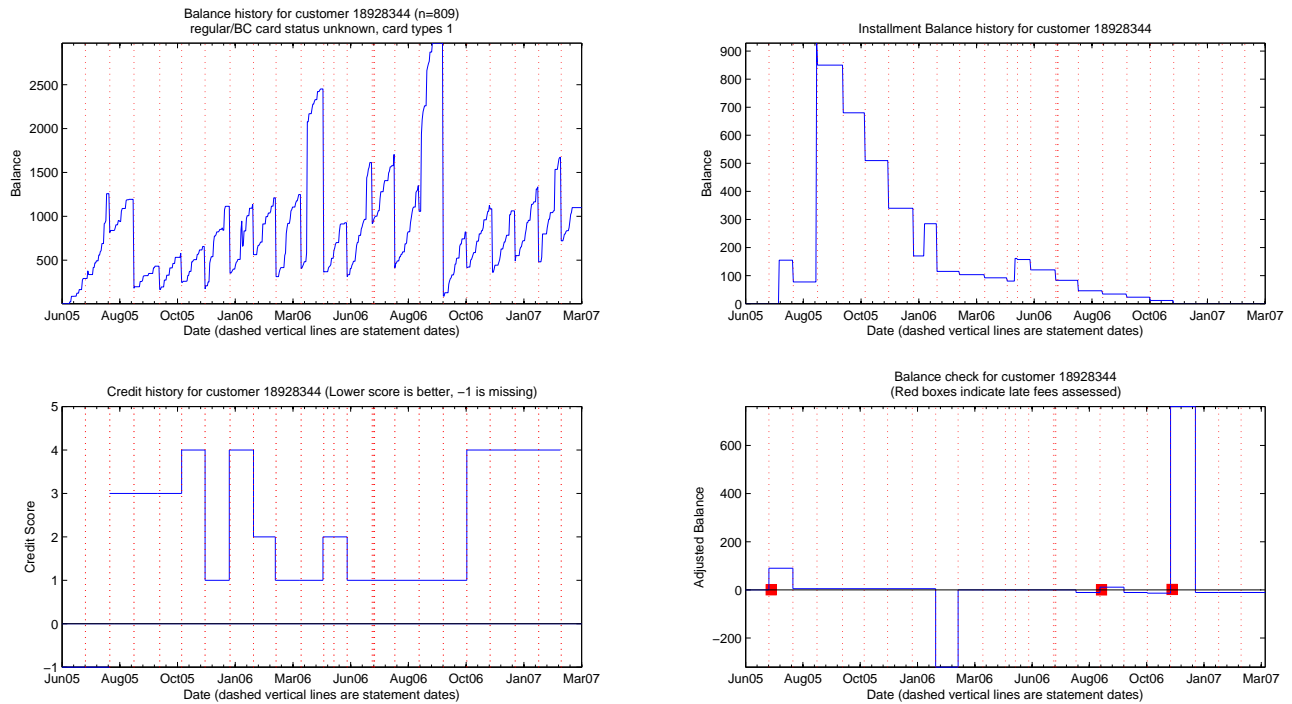 Balance history for customer 18928344 (n=809)
regular/BC card status unknown, card types 1
2500
2000
1500
1000
500
Balance
Jun05 Aug05 Oct05 Jan06 Mar06 Jun06 Aug06 Oct06 Jan07 Mar07
Date (dashed vertical lines are statement dates)
Installment Balance history for customer 18928344
900
800
700
600
500
400
300
200
100
0
Balance
Jun05 Aug05 Oct05 Jan06 Mar06 Jun06 Aug06 Oct06 Jan07 Mar07
Date (dashed vertical lines are statement dates)
Credit history for customer 18928344 (Lower score is better, −1 is missing)
5
4
3
2
1
0
−1
Credit Score
Jun05 Aug05 Oct05 Jan06 Mar06 Jun06 Aug06 Oct06 Jan07 Mar07
Date (dashed vertical lines are statement dates)
Balance check for customer 18928344
(Red boxes indicate late fees assessed)
600
400
200
0
−200
Adjusted Balance
Jun05 Aug05 Oct05 Jan06 Mar06 Jun06 Aug06 Oct06 Jan07 Mar07
Date (dashed vertical lines are statement dates)